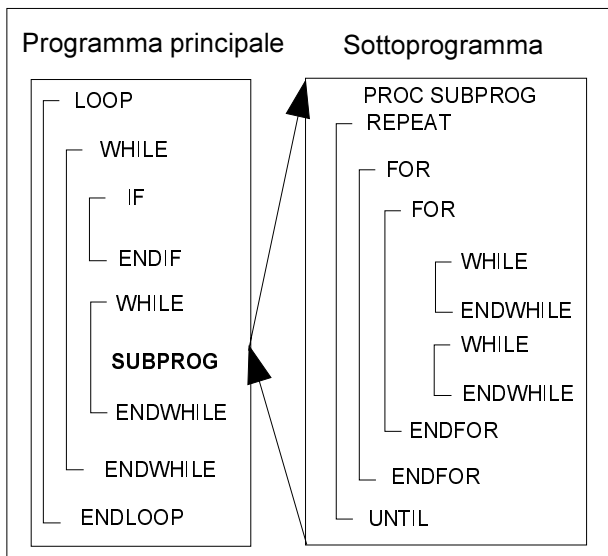 Programma principale
LOOP
WHILE
IF
ENDIF
WHILE
SUBPROG
ENDWHILE
ENDWHILE
ENDLOOP
Sottoprogramma
PROC SUBPROG
REPEAT
FOR
FOR
WHILE
ENDWHILE
WHILE
ENDWHILE
ENDFOR
ENDFOR
UNTIL